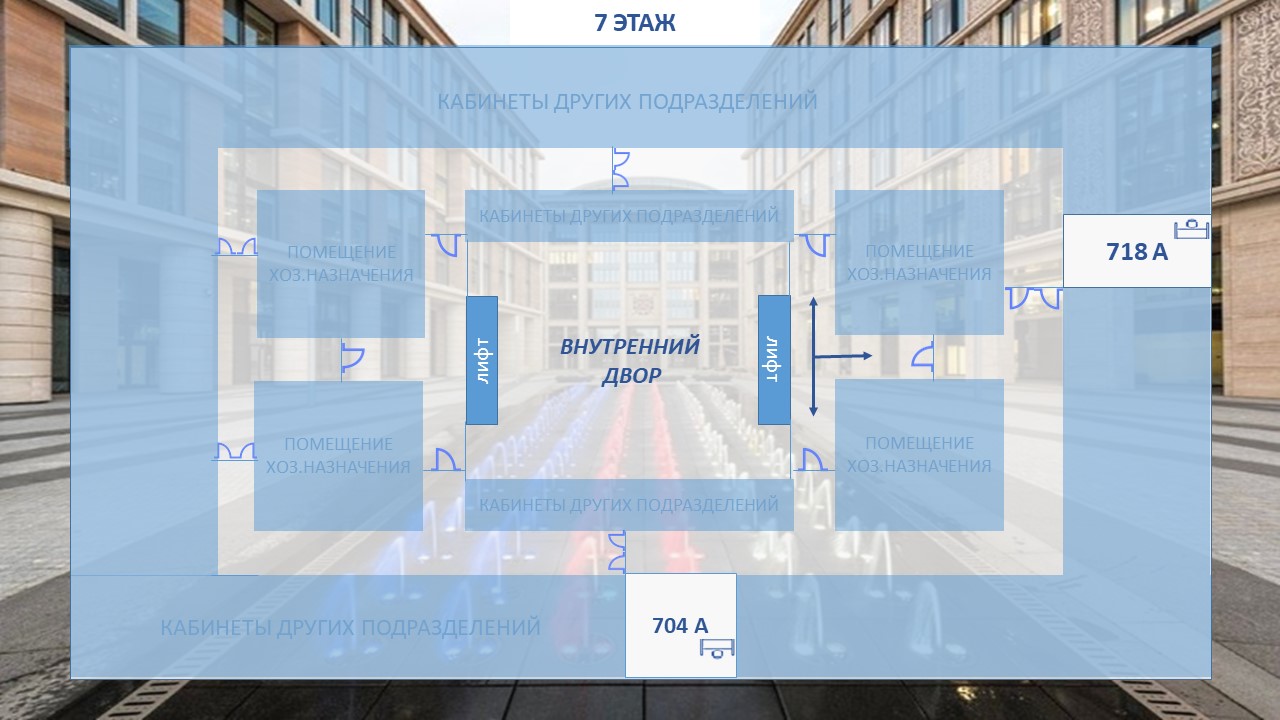 7 ЭТАЖ
КАБИНЕТЫ ДРУГИХ ПОДРАЗДЕЛЕНИЙ
КАБИНЕТЫ ДРУГИХ ПОДРАЗДЕЛЕНИЙ
ПОМЕЩЕНИЕ
ХОЗ.НАЗНАЧЕНИЯ
ПОМЕЩЕНИЕ
ХОЗ.НАЗНАЧЕНИЯ
718 А
лифт
ВНУТРЕННИЙ
ДВОР
лифт
ПОМЕЩЕНИЕ
ХОЗ.НАЗНАЧЕНИЯ
ПОМЕЩЕНИЕ
ХОЗ.НАЗНАЧЕНИЯ
КАБИНЕТЫ ДРУГИХ ПОДРАЗДЕЛЕНИЙ
КАБИНЕТЫ ДРУГИХ ПОДРАЗДЕЛЕНИЙ
704 А